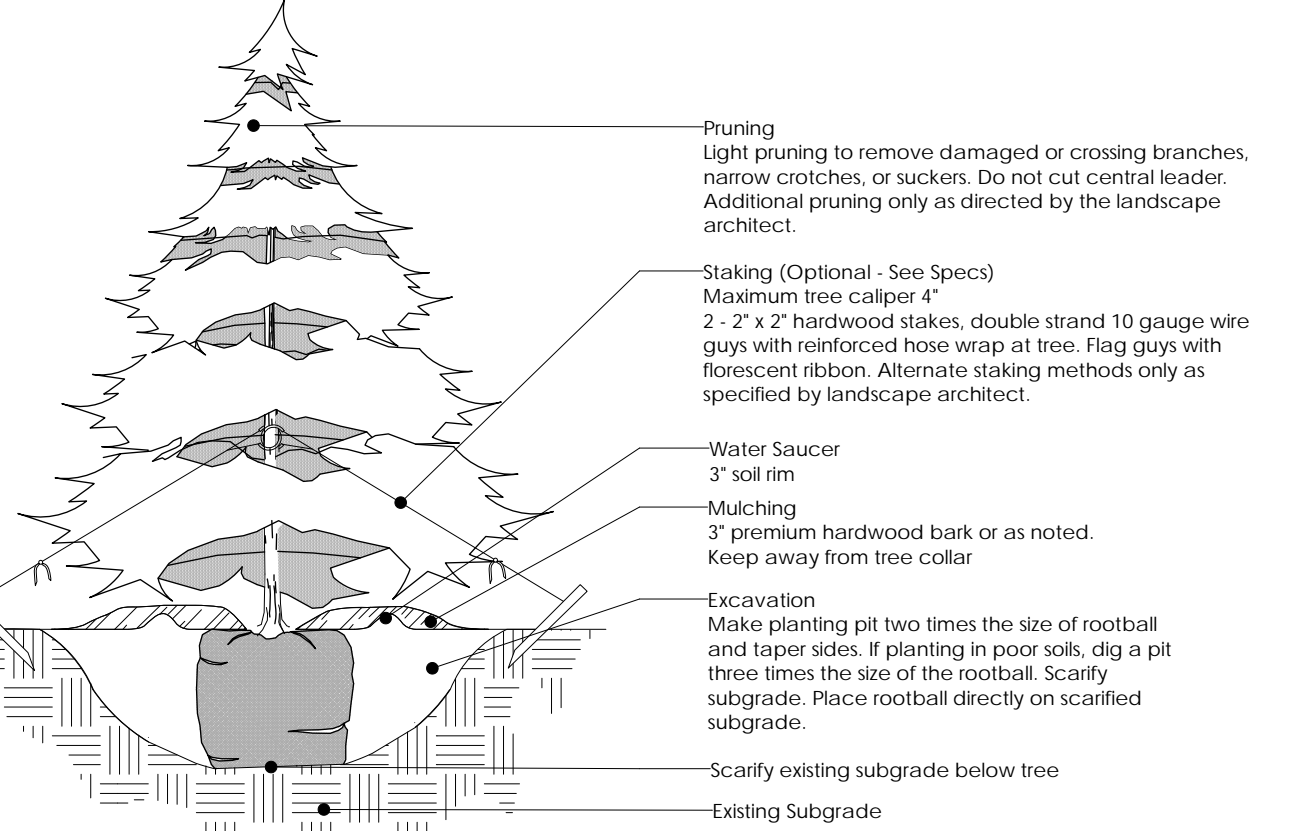 Pruning
Light pruning to remove damaged or crossing branches,
narrow crotches, or suckers. Do not cut central leader.
Additional pruning only as directed by the landscape
architect.
Staking (Optional - See Specs)
Maximum tree caliper 4"
2 - 2" x 2" hardwood stakes, double strand 10 gauge wire
guys with reinforced hose wrap at tree. Flag guys with
florescent ribbon. Alternate staking methods only as
specified by landscape architect.
Water Saucer
3" soil rim
Mulching
3" premium hardwood bark or as noted.
Keep away from tree collar
Excavation
Make planting pit two times the size of rootball
and taper sides. If planting in poor soils, dig a pit
three times the size of the rootball. Scarify
subgrade. Place rootball directly on scarified
subgrade.
Scarify existing subgrade below tree
Existing Subgrade